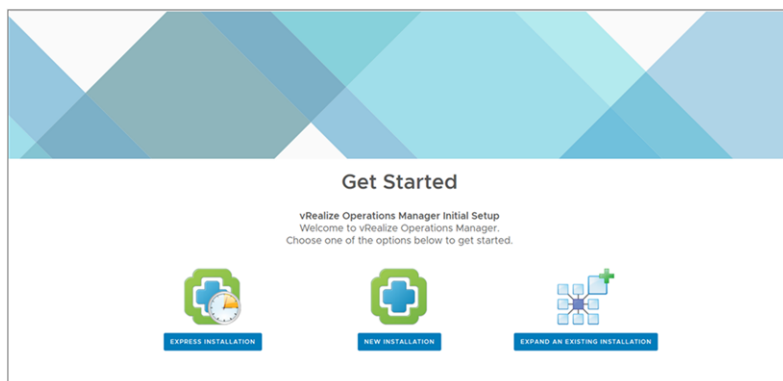 Get Started
vRealize Operations Manager Initial Setup
Welcome to vRealize Operations Manager.
Choose one of the options below to get started.
EXPRESS INSTALLATION
NEW INSTALLATION
EXPAND AN EXISTING INSTALLATION